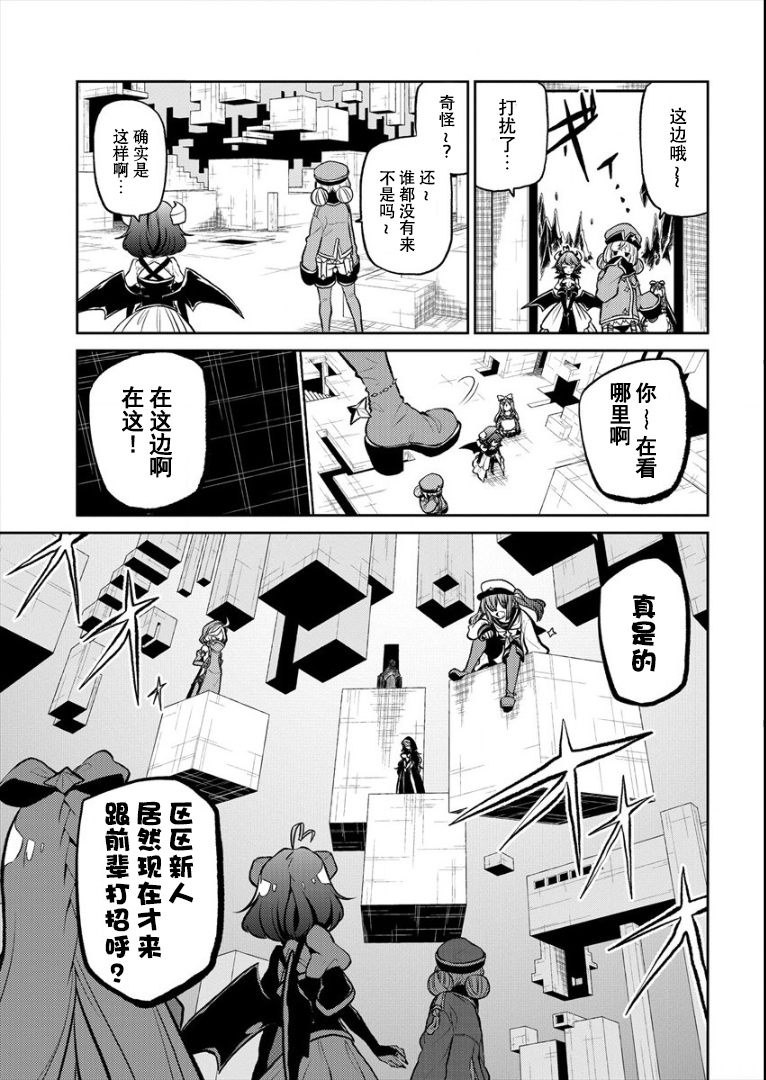 这边哦~
打扰了…
奇怪~?
还~
谁都没有来
不是吗~
确实是
这样啊…
你~在看
哪里啊
在这边啊
在这！
真是的
区区新人
居然现在才来
跟前辈打招呼?